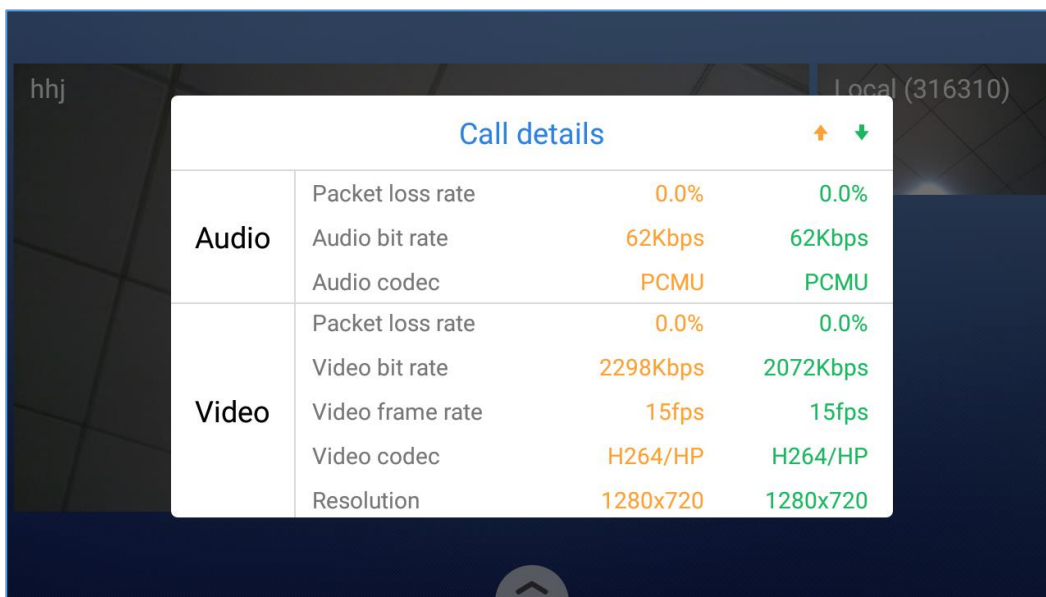 hhj
Local (316310)
Call details
Audio
Packet loss rate 0.0% 0.0%
Audio bit rate 62Kbps 62Kbps
Audio codec PCMU PCMU
Video
Packet loss rate 0.0% 0.0%
Video bit rate 2298Kbps 2072Kbps
Video frame rate 15fps 15fps
Video codec H264/HP H264/HP
Resolution 1280x720 1280x720